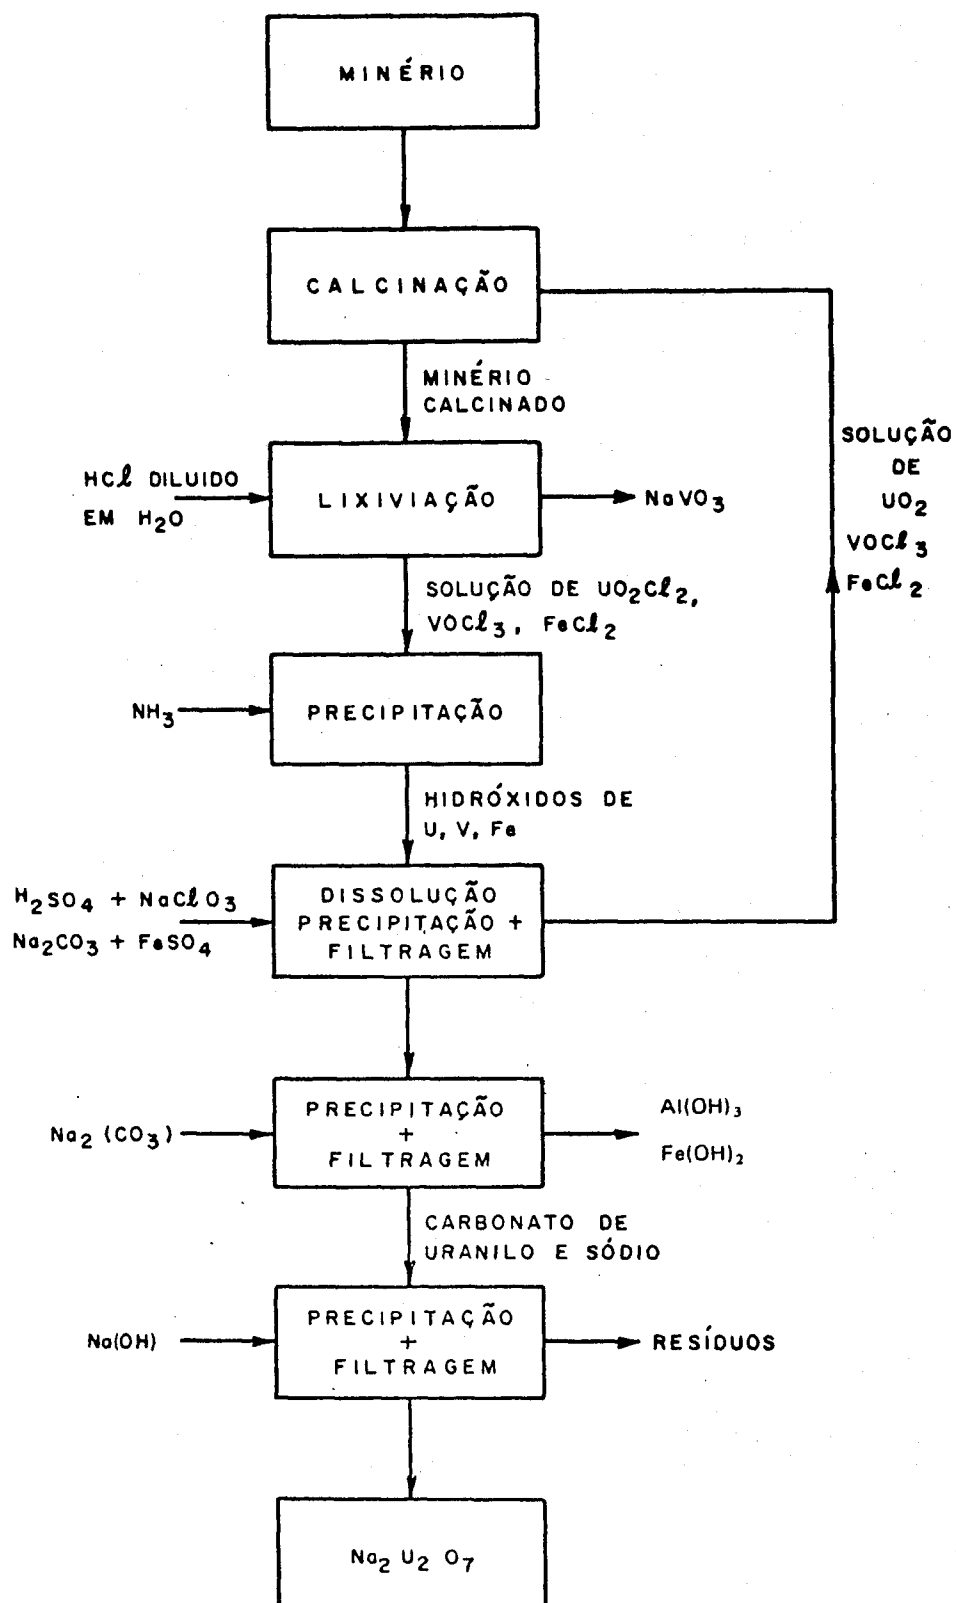 MINÉRIO
CALCINAÇÃO
MINÉRIO
CALCINADO
SOLUÇÃO
DE
UO2
VOCl3
FeCl2
HCl DILUIDO
EM H2O
LIXIVIAÇÃO
NaVO3
SOLUÇÃO DE UO2Cl2,
VOCl3, FeCl2
NH3
PRECIPITAÇÃO
HIDRÓXIDOS DE
U, V, Fe
H2SO4 + NaClO3
Na2CO3 + FeSO4
DISSOLUÇÃO
PRECIPITAÇÃO +
FILTRAGEM
Na2 (CO3)
PRECIPITAÇÃO
+
FILTRAGEM
Al(OH)3
Fe(OH)2
CARBONATO DE
URANILO E SÓDIO
Na(OH)
PRECIPITAÇÃO
+
FILTRAGEM
RESÍDUOS
Na2 U2 O7